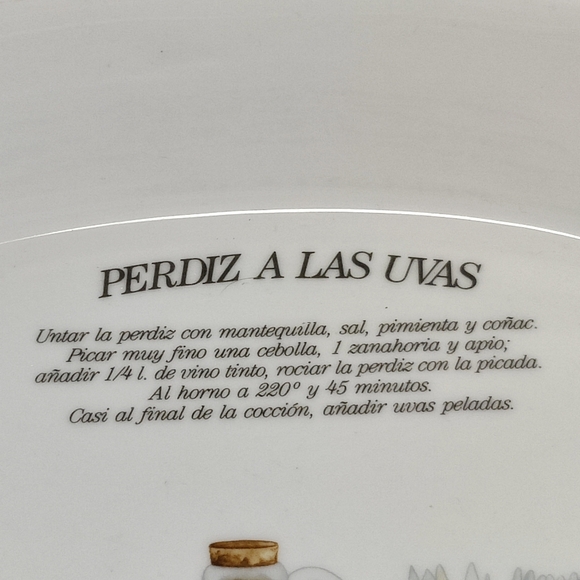 PERDIZ A LAS UVAS
Untar la perdiz con mantequilla, sal, pimienta y coñac.
Picar muy fino una cebolla, 1 zanahoria y apio;
añadir 1/4 l. de vino tinto, rociar la perdiz con la picada.
Al horno a 220º y 45 minutos.
Casi al final de la cocción, añadir uvas peladas.